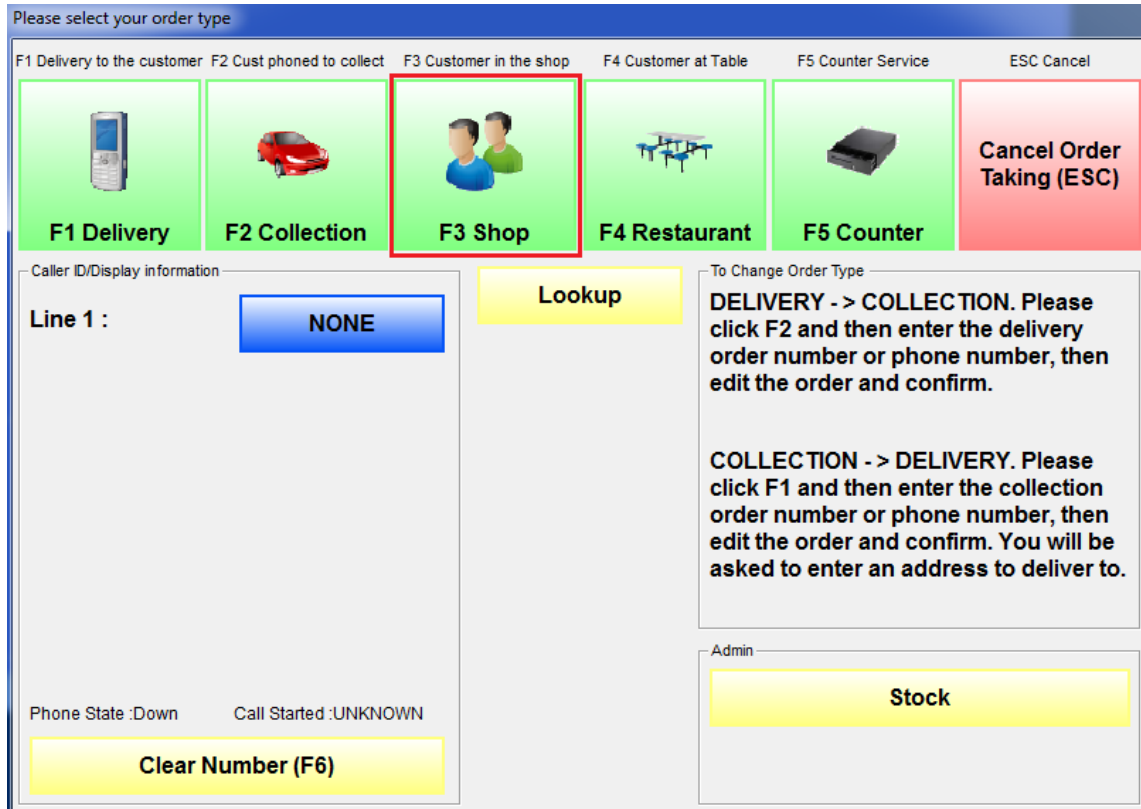 Please select your order type
F1 Delivery to the customer
F2 Cust phoned to collect
F3 Customer in the shop
F4 Customer at Table
F5 Counter Service
ESC Cancel
F1 Delivery
F2 Collection
F3 Shop
F4 Restaurant
F5 Counter
Cancel Order
Taking (ESC)
Caller ID/Display information
Line 1 :
NONE
Phone State :Down
Call Started :UNKNOWN
Clear Number (F6)
Lookup
To Change Order Type
DELIVERY - > COLLECTION. Please
click F2 and then enter the delivery
order number or phone number, then
edit the order and confirm.
COLLECTION - > DELIVERY. Please
click F1 and then enter the collection
order number or phone number, then
edit the order and confirm. You will be
asked to enter an address to deliver to.
Admin
Stock